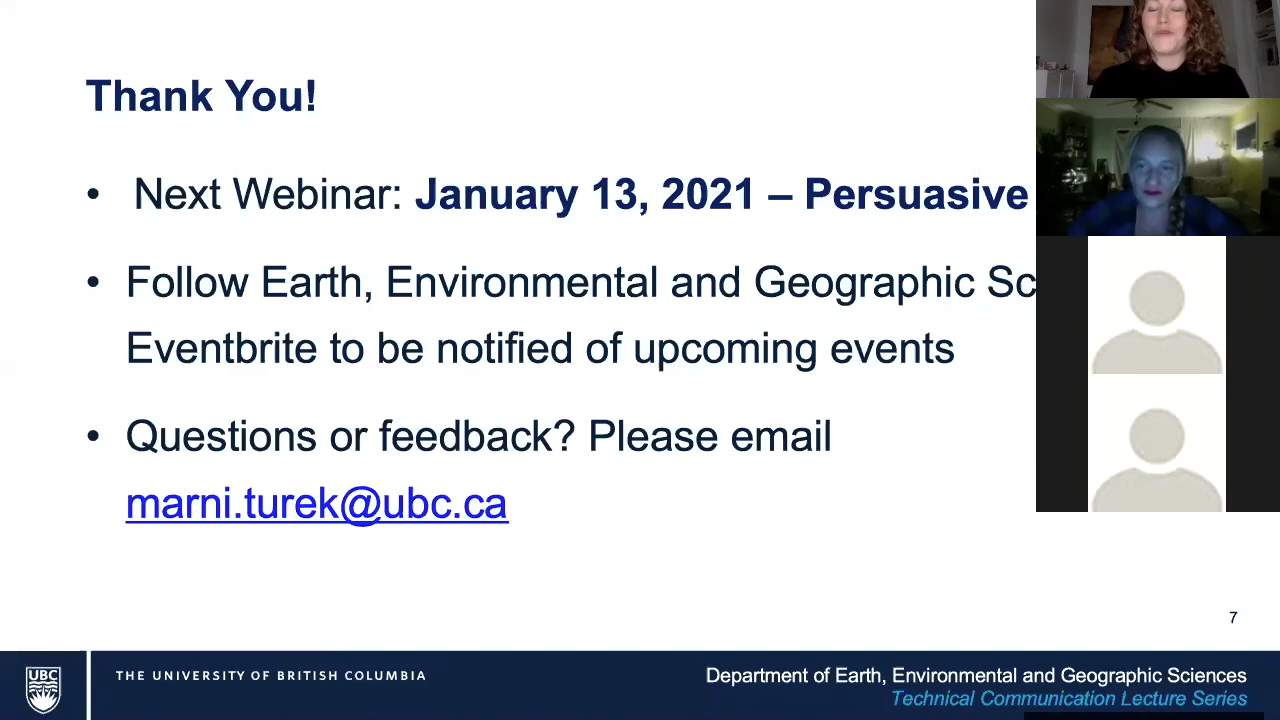 Thank You!
• Next Webinar: January 13, 2021 – Persuasive
• Follow Earth, Environmental and Geographic Sc
Eventbrite to be notified of upcoming events
• Questions or feedback? Please email
marni.turek@ubc.ca
7
UBC
THE UNIVERSITY OF BRITISH COLUMBIA
Department of Earth, Environmental and Geographic Sciences
Technical Communication Lecture Series